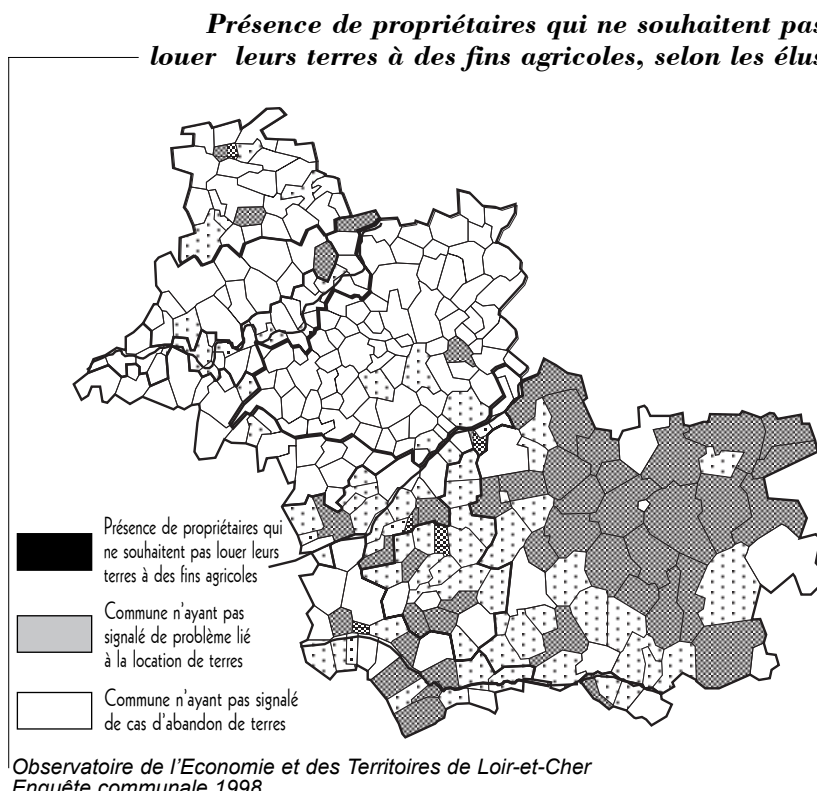 Présence de propriétaires qui ne souhaitent pas
louer leurs terres à des fins agricoles, selon les élus
Présence de propriétaires qui
ne souhaitent pas louer leurs
terres à des fins agricoles
Commune n'ayant pas
signalé de problème lié
à la location de terres
Commune n'ayant pas signalé
de cas d'abandon de terres
Observatoire de l'Economie et des Territoires de Loir-et-Cher
Enquête communale 1998